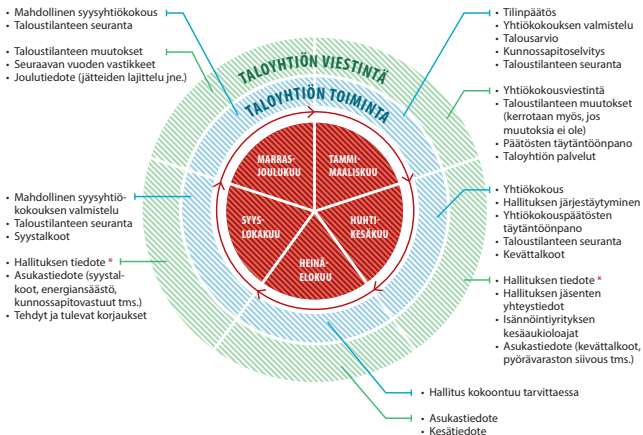 • Mahdollinen syysyhtiökokous
• Taloustilanteen seuranta
• Taloustilanteen muutokset
• Seuraavan vuoden vastikkeet
• Joulutiedote (jätteiden lajittelu jne.)
• Tilinpäätös
• Yhtiökokouksen valmistelu
• Talousarvio
• Kunnossapitoselvitys
• Taloustilanteen seuranta
• Yhtiökokousviestintä
• Taloustilanteen muutokset
(kerrotaan myös, jos
muutoksia ei ole)
• Päätösten täytäntöönpano
• Taloyhtiön palvelut
TALOYHTIÖN VIESTINTÄ
TALOYHTIÖN TOIMINTA
MARRAS-
JOULUKUU
TAMMI-
MAALISKUU
SYYS-
LOKAKUU
HUHTI-
KESÄKUU
HEINÄ-
ELOKUU
• Mahdollinen syysyhtiö-
kokouksen valmistelu
• Taloustilanteen seuranta
• Syystalkoot
• Hallituksen tiedote *
• Asukastiedote (systal-
koot, energiansäästö,
kunnossapitovastuut tms.)
• Tehdyt ja tulevat korjaukset
• Yhtiökokous
• Hallituksen järjestäytyminen
• Yhtiökokouspäätösten
täytäntöönpano
• Taloustilanteen seuranta
• Kevättalkoot
• Hallituksen tiedote *
• Hallituksen jäsenten
yhteystiedot
• Isännöintiyrityksen
kesäaukioloajat
• Asukastiedote (kevättalkoot,
pyörävaraston siivous tms.)
• Hallitus kokoontuu tarvittaessa
• Asukastiedote
• Kesätiedote